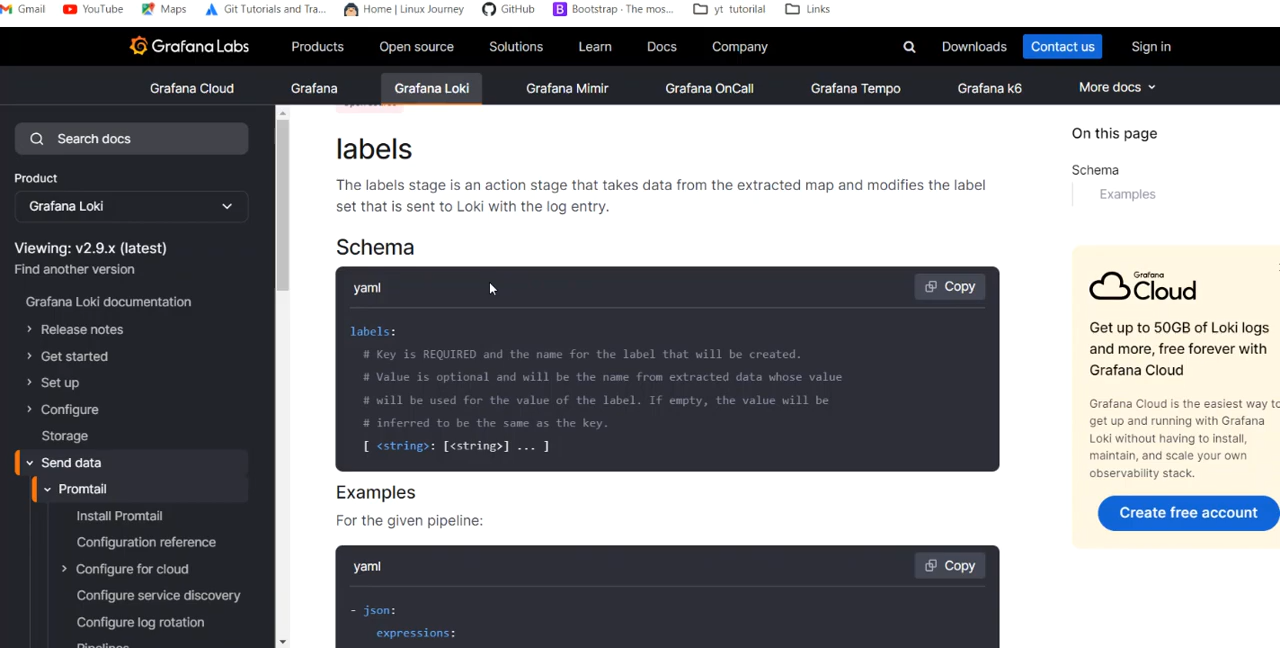 Gmail
YouTube
Maps
Git Tutorials and Tra...
Home | Linux Journey
GitHub
Bootstrap · The mos...
yt tutorilal
Links
Grafana Labs
Products
Open source
Solutions
Learn
Docs
Company
Downloads
Contact us
Sign in
Grafana Cloud
Grafana
Grafana Loki
Grafana Mimir
Grafana OnCall
Grafana Tempo
Grafana k6
More docs
Search docs
Product
Grafana Loki
Viewing: v2.9.x (latest)
Find another version
Grafana Loki documentation
Release notes
Get started
Set up
Configure
Storage
Send data
Promtail
Install Promtail
Configuration reference
Configure for cloud
Configure service discovery
Configure log rotation
Pipelines
labels
The labels stage is an action stage that takes data from the extracted map and modifies the label
set that is sent to Loki with the log entry.
Schema
yaml
Copy
labels:
# Key is REQUIRED and the name for the label that will be created.
# Value is optional and will be the name from extracted data whose value
# will be used for the value of the label. If empty, the value will be
# inferred to be the same as the key.
[ <string>: [<string>] ... ]
Examples
For the given pipeline:
yaml
Copy
- json:
expressions:
On this page
Schema
Examples
Grafana
Cloud
Get up to 50GB of Loki logs
and more, free forever with
Grafana Cloud
Grafana Cloud is the easiest way to
get up and running with Grafana
Loki without having to install,
maintain, and scale your own
observability stack.
Create free account